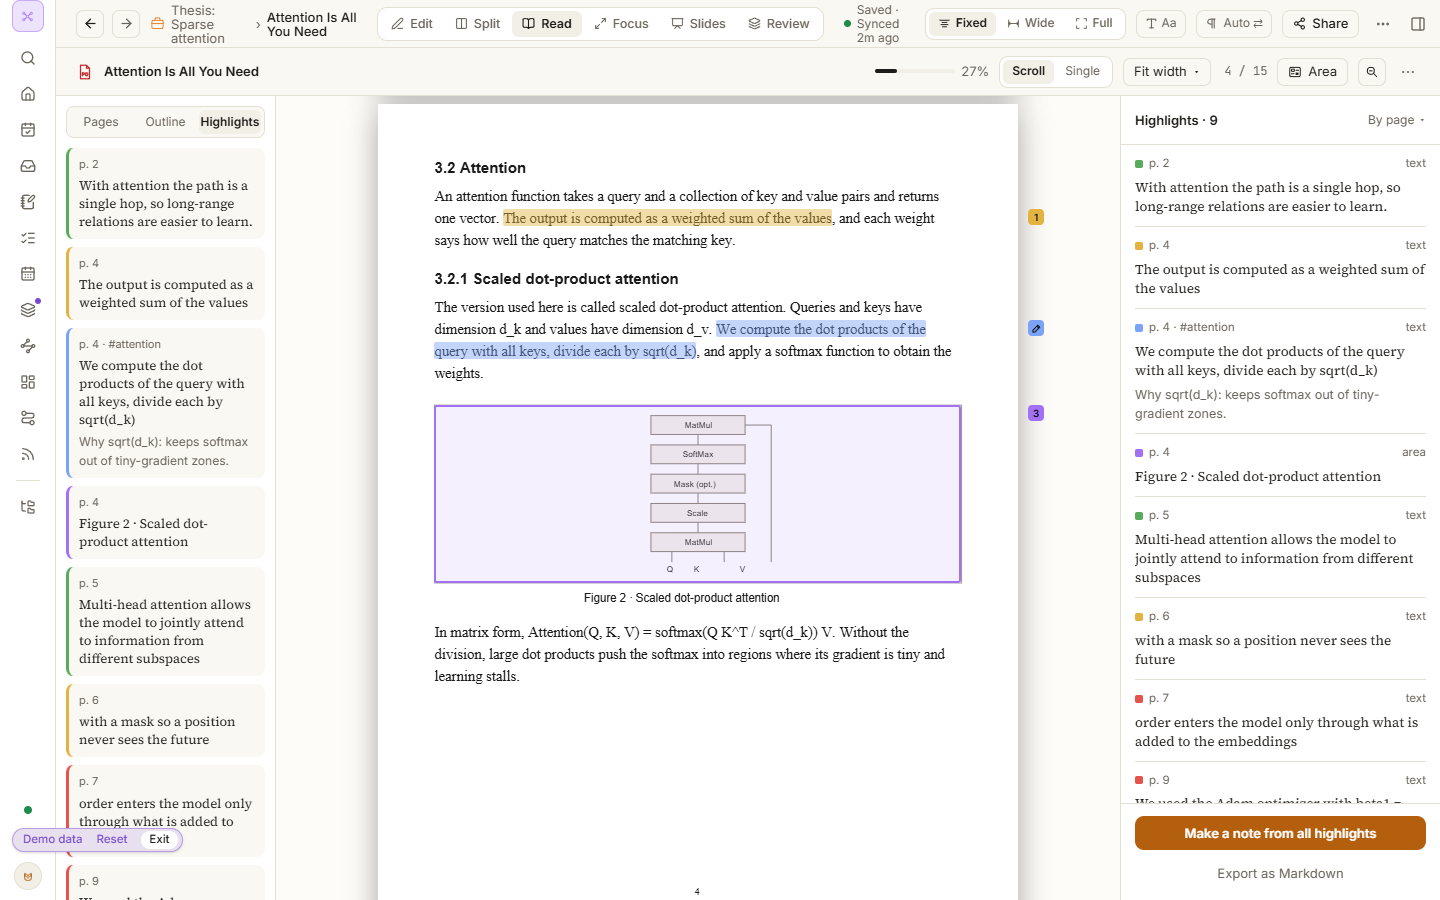 Thesis:
Sparse
attention
›
Attention Is All
You Need
Edit
Split
Read
Focus
Slides
Review
Saved ·
Synced
2m ago
Fixed
Wide
Full
Aa
Auto
Share
Attention Is All You Need
27%
Scroll
Single
Fit width
4 / 15
Area
Pages
Outline
Highlights
p. 2
With attention the path is a
single hop, so long-range
relations are easier to learn.
p. 4
The output is computed as a
weighted sum of the values
p. 4 · #attention
We compute the dot
products of the query with
all keys, divide each by
sqrt(d_k)
Why sqrt(d_k): keeps softmax
out of tiny-gradient zones.
p. 4
Figure 2 · Scaled dot-
product attention
p. 5
Multi-head attention allows
the model to jointly attend
to information from
different subspaces
p. 6
with a mask so a position
never sees the future
p. 7
order enters the model only
through what is added to
p. 9
Demo data
Reset
Exit
3.2 Attention
An attention function takes a query and a collection of key and value pairs and returns
one vector. The output is computed as a weighted sum of the values, and each weight
says how well the query matches the matching key.
1
3.2.1 Scaled dot-product attention
The version used here is called scaled dot-product attention. Queries and keys have
dimension d_k and values have dimension d_v. We compute the dot products of the
query with all keys, divide each by sqrt(d_k), and apply a softmax function to obtain the
weights.
3
MatMul
SoftMax
Mask (opt.)
Scale
MatMul
Q K V
Figure 2 · Scaled dot-product attention
In matrix form, Attention(Q, K, V) = softmax(Q K^T / sqrt(d_k)) V. Without the
division, large dot products push the softmax into regions where its gradient is tiny and
learning stalls.
4
Highlights · 9
By page
p. 2 text
With attention the path is a single hop, so
long-range relations are easier to learn.
p. 4 text
The output is computed as a weighted sum of
the values
p. 4 · #attention text
We compute the dot products of the query
with all keys, divide each by sqrt(d_k)
Why sqrt(d_k): keeps softmax out of tiny-
gradient zones.
p. 4 area
Figure 2 · Scaled dot-product attention
p. 5 text
Multi-head attention allows the model to
jointly attend to information from different
subspaces
p. 6 text
with a mask so a position never sees the
future
p. 7 text
order enters the model only through what is
added to the embeddings
p. 9 text
We used the Adam optimizer with beta1 =
Make a note from all highlights
Export as Markdown